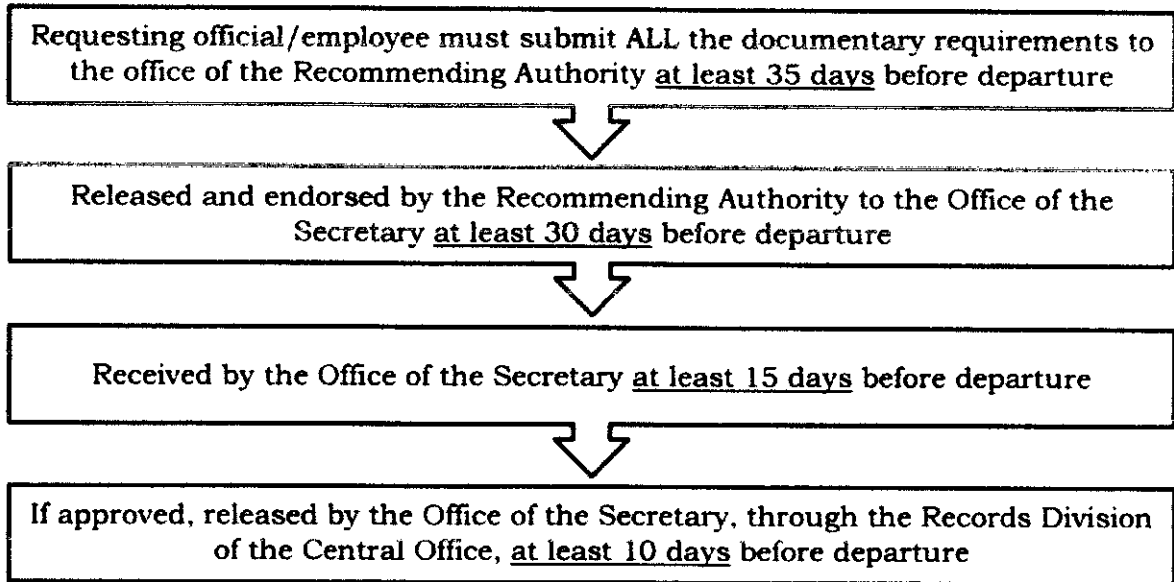 Requesting official/employee must submit ALL the documentary requirements to
the office of the Recommending Authority at least 35 days before departure
Released and endorsed by the Recommending Authority to the Office of the
Secretary at least 30 days before departure
Received by the Office of the Secretary at least 15 days before departure
If approved, released by the Office of the Secretary, through the Records Division
of the Central Office, at least 10 days before departure